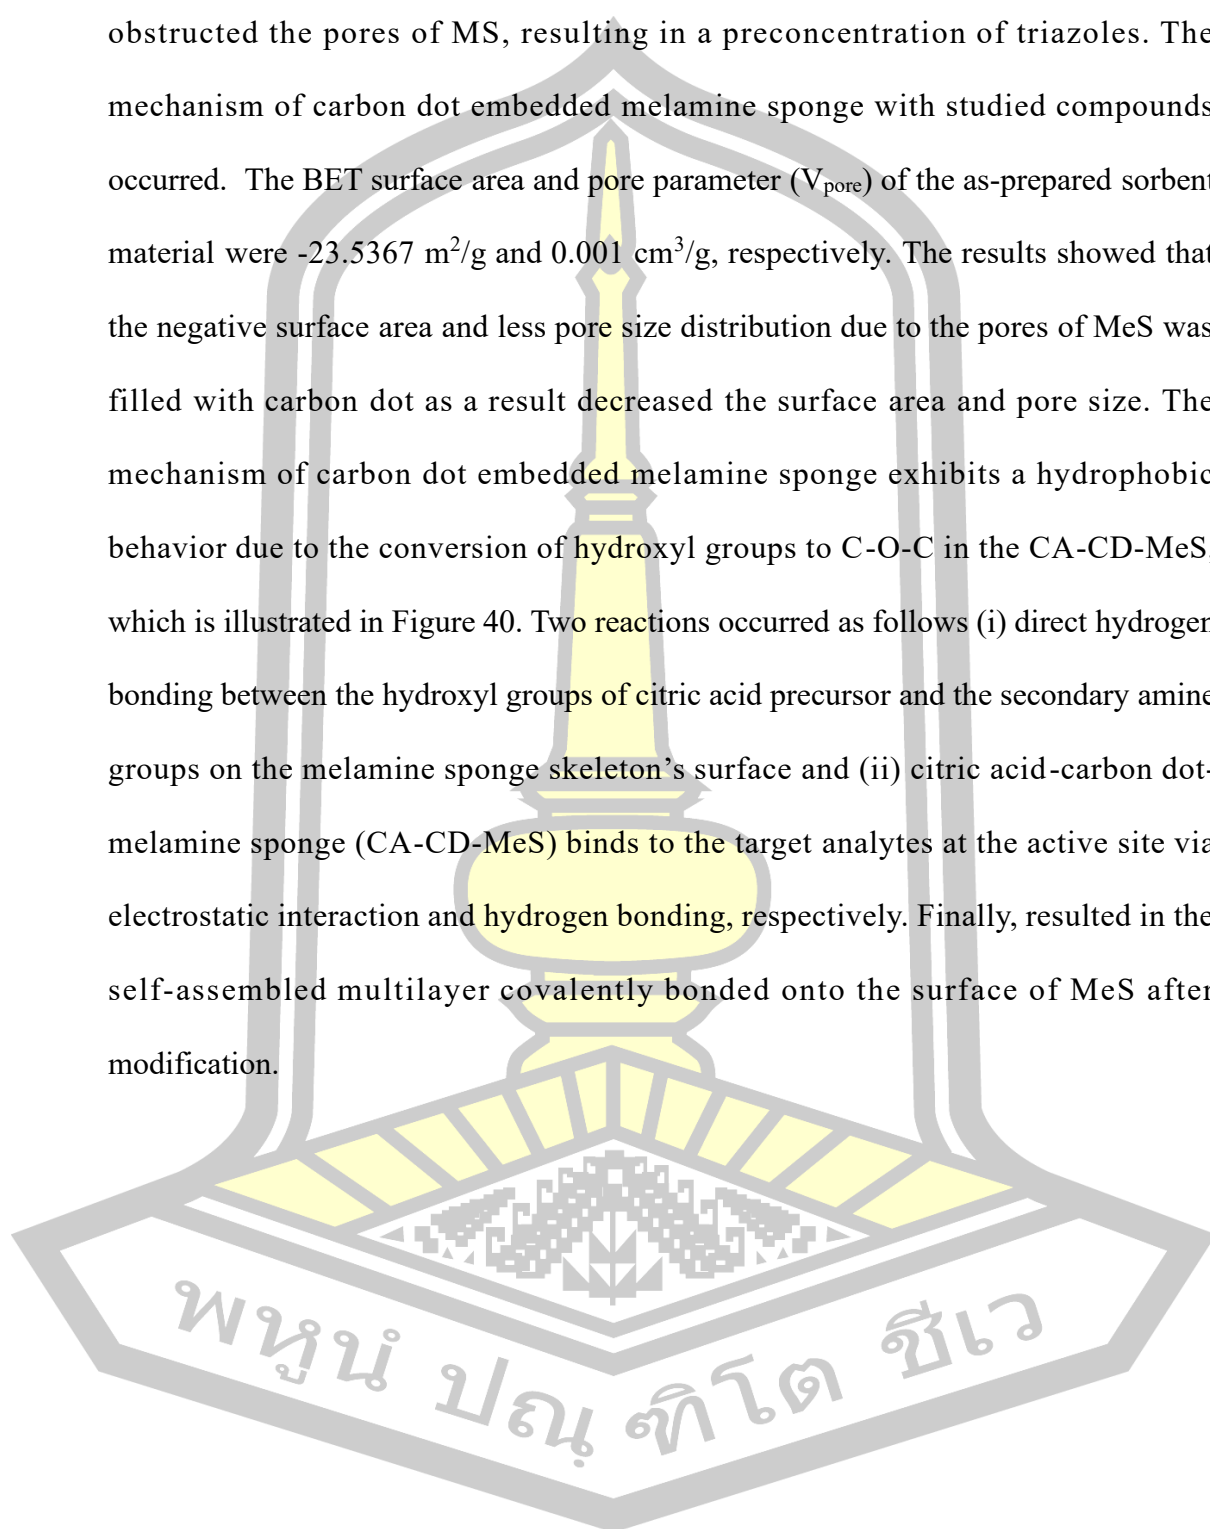 obstructed the pores of MS, resulting in a preconcentration of triazoles. The
mechanism of carbon dot embedded melamine sponge with studied compounds
occurred. The BET surface area and pore parameter (Vpore) of the as-prepared sorbent
material were -23.5367 m²/g and 0.001 cm³/g, respectively. The results showed that
the negative surface area and less pore size distribution due to the pores of MeS was
filled with carbon dot as a result decreased the surface area and pore size. The
mechanism of carbon dot embedded melamine sponge exhibits a hydrophobic
behavior due to the conversion of hydroxyl groups to C-O-C in the CA-CD-MeS,
which is illustrated in Figure 40. Two reactions occurred as follows (i) direct hydrogen
bonding between the hydroxyl groups of citric acid precursor and the secondary amine
groups on the melamine sponge skeleton’s surface and (ii) citric acid-carbon dot-
melamine sponge (CA-CD-MeS) binds to the target analytes at the active site via
electrostatic interaction and hydrogen bonding, respectively. Finally, resulted in the
self-assembled multilayer covalently bonded onto the surface of MeS after
modification.
พหูนํ ปณฺ ฑิโต ชีเว